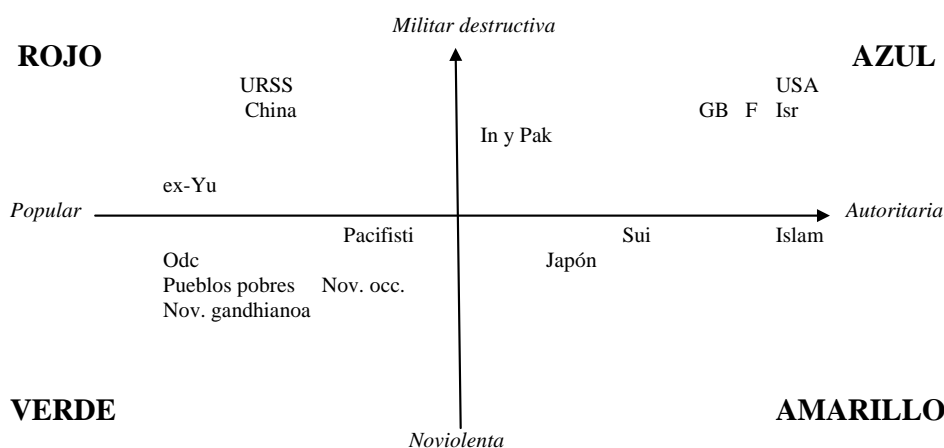 Militar destructiva
ROJO AZUL
URSS USA
China GB F Isr
In y Pak
ex-Yu
Popular Autoritaria
Pacifisti Sui Islam
Odc Japón
Pueblos pobres Nov. occ.
Nov. gandhianoa
VERDE AMARILLO
Noviolenta